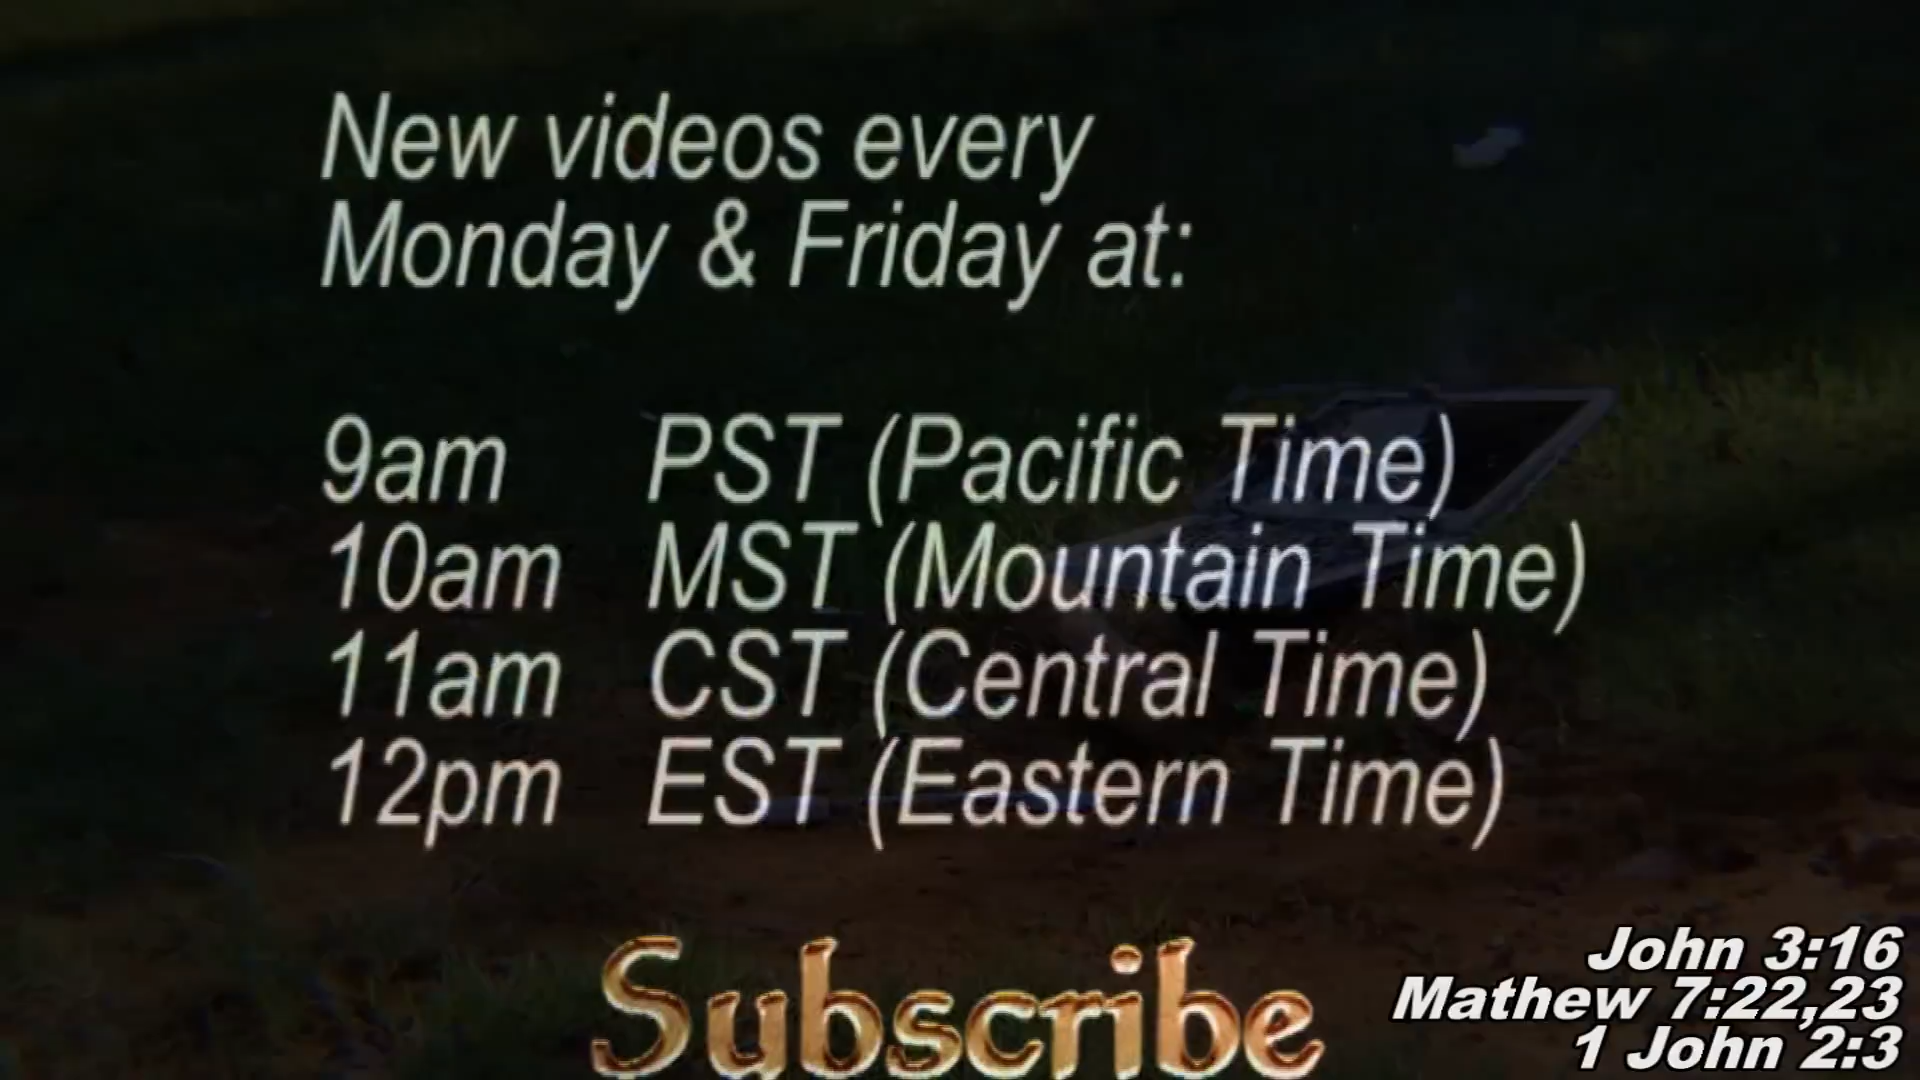 New videos every
Monday & Friday at:
9am PST (Pacific Time)
10am MST (Mountain Time)
11am CST (Central Time)
12pm EST (Eastern Time)
Subscribe
John 3:16
Mathew 7:22,23
1 John 2:3